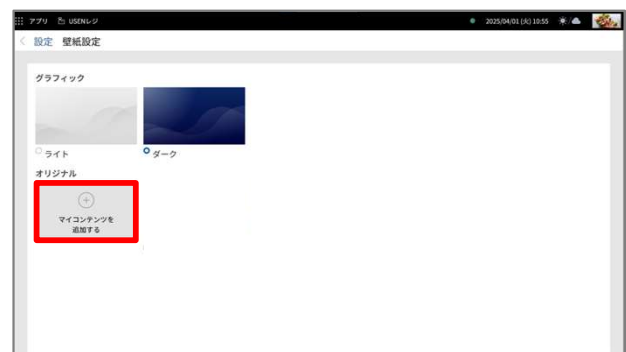 アプリ USENレジ 2025/04/01 (火) 10:55
設定 壁紙設定
グラフィック
ライト ダーク
オリジナル
マイコンテンツを
追加する